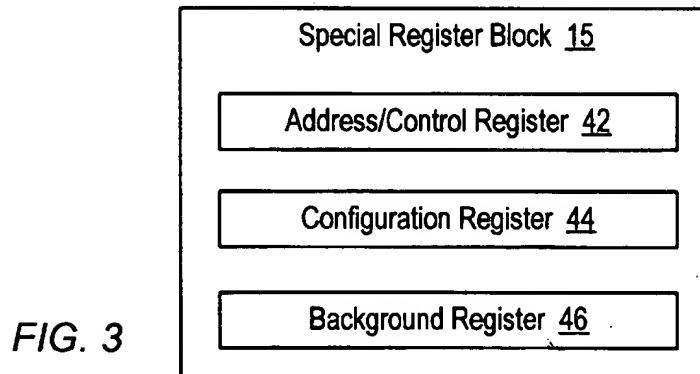 Special Register Block 15
Address/Control Register 42
Configuration Register 44
Background Register 46
FIG. 3